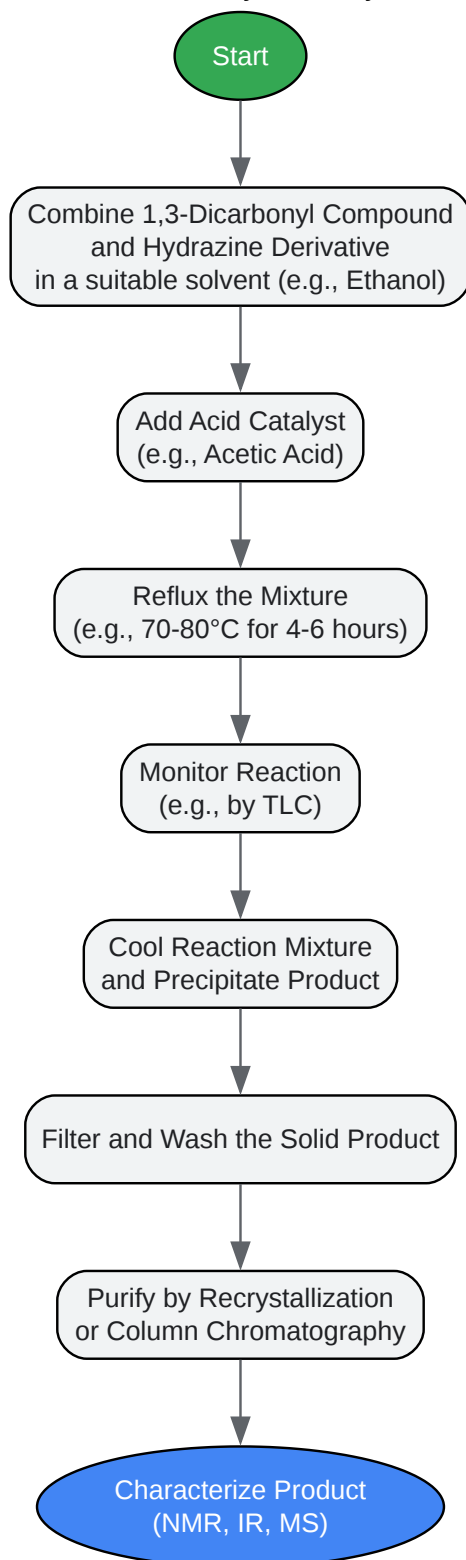 Start
Combine 1,3-Dicarbonyl Compound
and Hydrazine Derivative
in a suitable solvent (e.g., Ethanol)
Add Acid Catalyst
(e.g., Acetic Acid)
Reflux the Mixture
(e.g., 70-80°C for 4-6 hours)
Monitor Reaction
(e.g., by TLC)
Cool Reaction Mixture
and Precipitate Product
Filter and Wash the Solid Product
Purify by Recrystallization
or Column Chromatography
Characterize Product
(NMR, IR, MS)